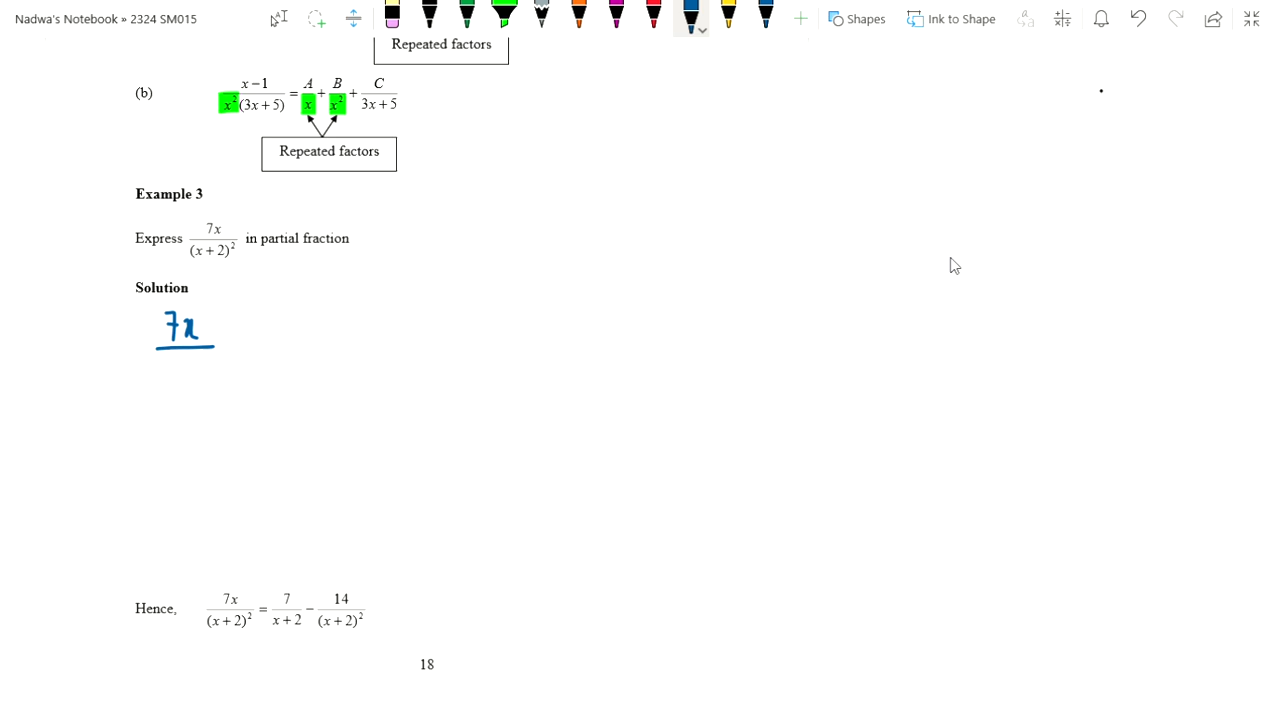 Nadwa's Notebook » 2324 SM015 Shapes Ink to Shape
Repeated factors
(b) x−1 / x²(3x+5) = A / x + B / x² + C / 3x+5
Repeated factors
Example 3
Express 7x / (x+2)² in partial fraction
Solution
7x
Hence, 7x / (x+2)² = 7 / x+2 − 14 / (x+2)²
18